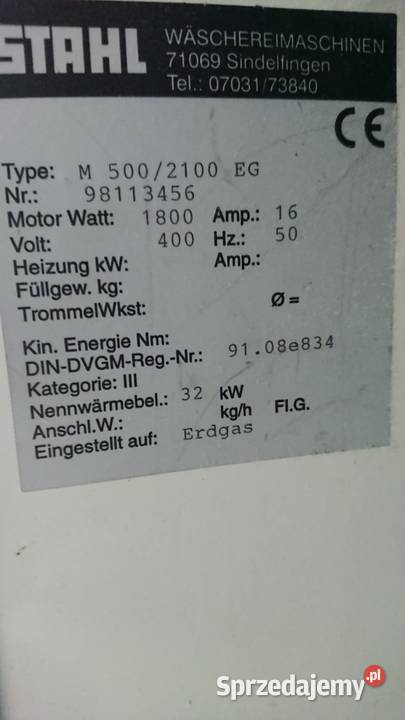 STAHL
WÄSCHEREIMASCHINEN
71069 Sindelfingen
Tel.: 07031/73840
CE
Type: M 500/2100 EG
Nr.: 98113456
Motor Watt: 1800 Amp.: 16
Volt: 400 Hz.: 50
Heizung kW: Amp.:
Füllgew. kg:
TrommelWkst: Ø =
Kin. Energie Nm:
DIN-DVGM-Reg.-Nr.: 91.08e834
Kategorie: III
Nennwärmebel.: 32 kW
Anschl.W.: kg/h Fl.G.
Eingestellt auf: Erdgas
Sprzedajemy.pl